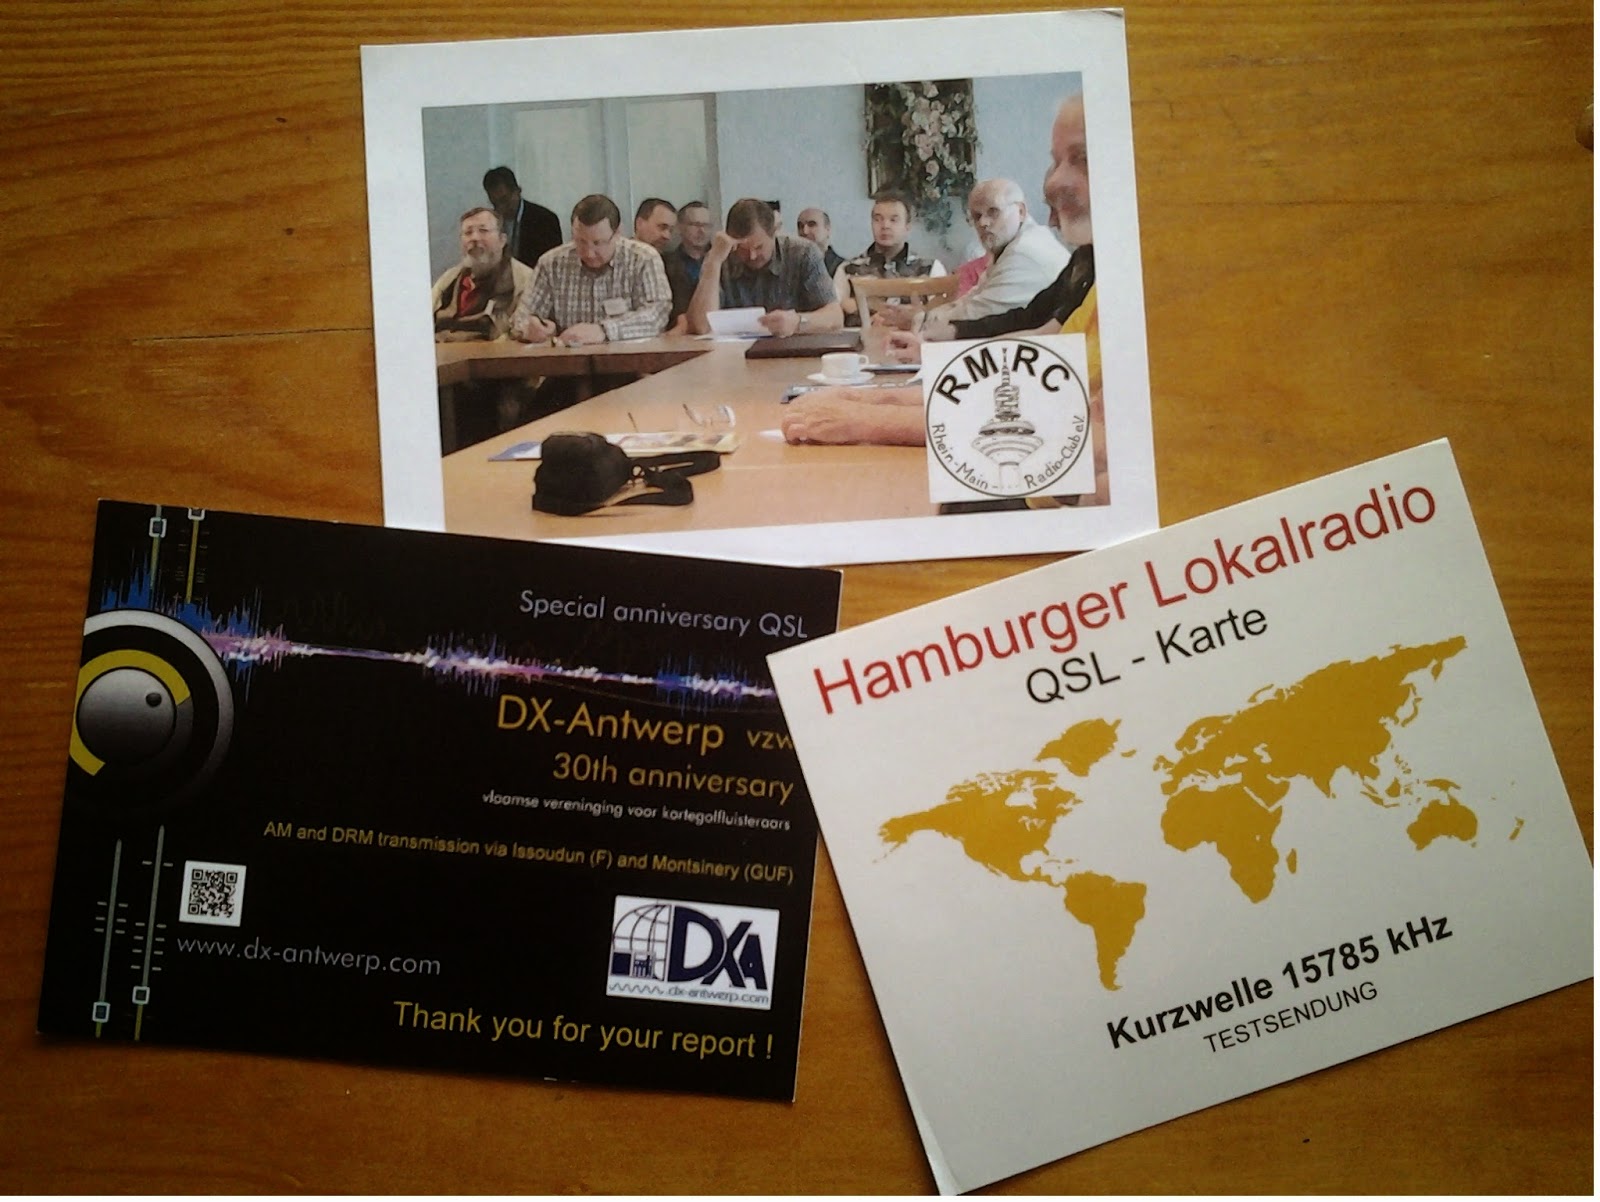 RMRC
Rhein-Main-... Radio-Club e.V.
Special anniversary QSL
DX-Antwerp vzw
30th anniversary
vlaamse vereninging voor kortegolfluisteraars
AM and DRM transmission via Issoudun (F) and Montsinery (GUF)
www.dx-antwerp.com
DXA
.dx-antwerp.com
Thank you for your report !
Hamburger Lokalradio
QSL - Karte
Kurzwelle 15785 kHz
TESTSENDUNG